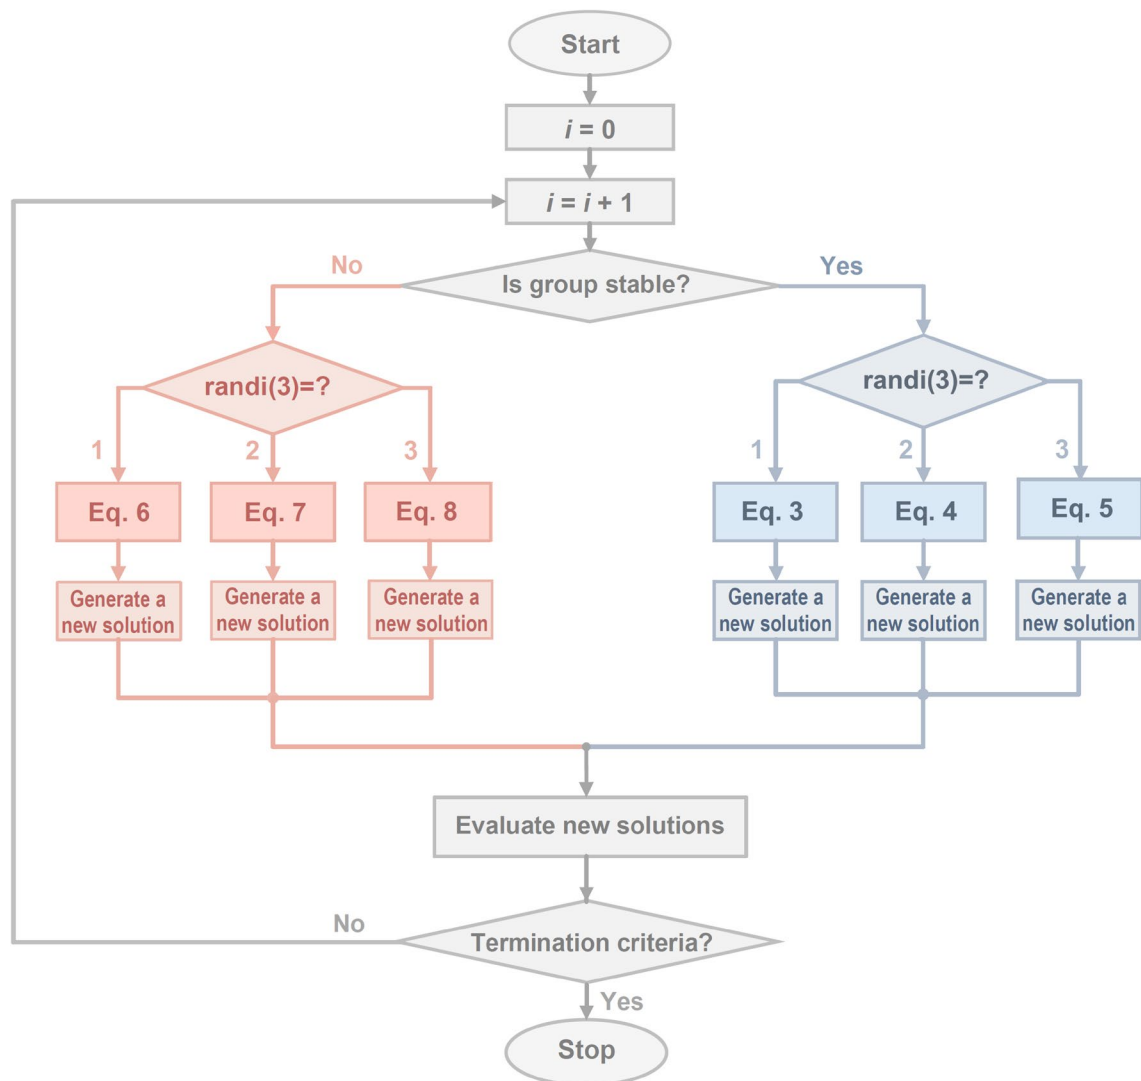 Start
i = 0
i = i + 1
No
Is group stable?
Yes
randi(3)=?
randi(3)=?
1
2
3
1
2
3
Eq. 6
Eq. 7
Eq. 8
Eq. 3
Eq. 4
Eq. 5
Generate a
new solution
Generate a
new solution
Generate a
new solution
Generate a
new solution
Generate a
new solution
Generate a
new solution
Evaluate new solutions
No
Termination criteria?
Yes
Stop